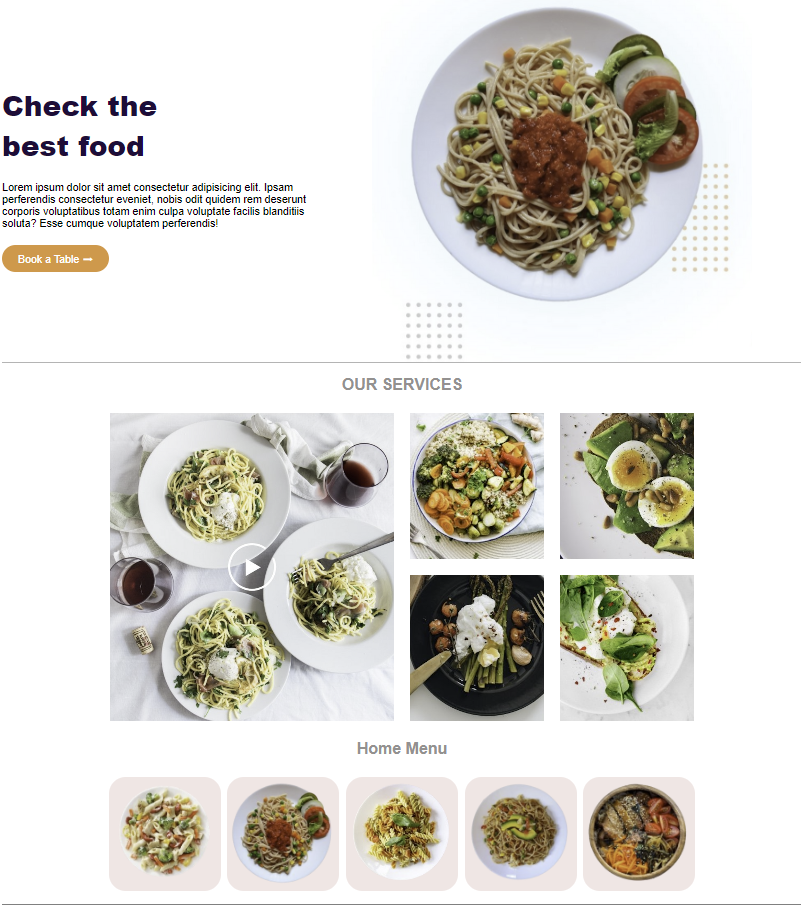 Check the
best food
Lorem ipsum dolor sit amet consectetur adipisicing elit. Ipsam
perferendis consectetur eveniet, nobis odit quidem rem deserunt
corporis voluptatibus totam enim culpa voluptate facilis blanditiis
soluta? Esse cumque voluptatem perferendis!
Book a Table ➞
OUR SERVICES
Home Menu